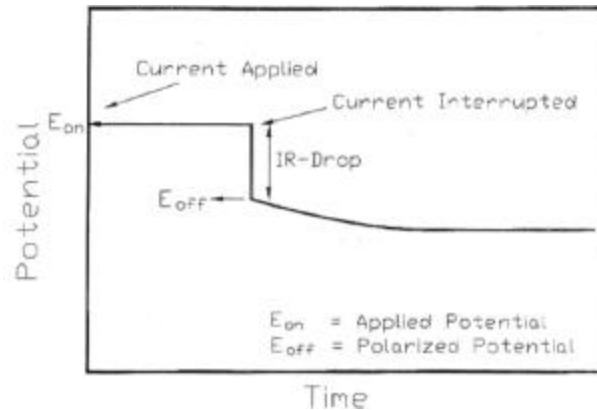 Current Applied
Current Interrupted
Eon
IR-Drop
Eoff
Potential
Eon = Applied Potential
Eoff = Polarized Potential
Time